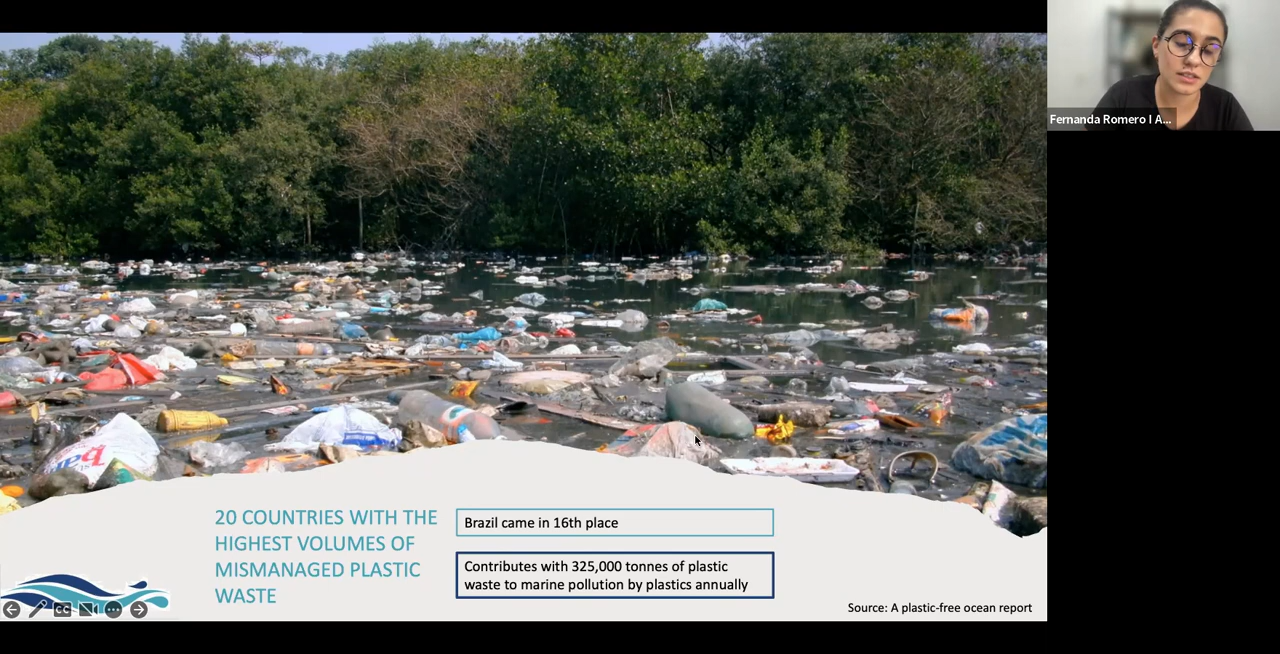 Fernanda Romero I A...
20 COUNTRIES WITH THE
HIGHEST VOLUMES OF
MISMANAGED PLASTIC
WASTE
Brazil came in 16th place
Contributes with 325,000 tonnes of plastic
waste to marine pollution by plastics annually
Source: A plastic-free ocean report
CC